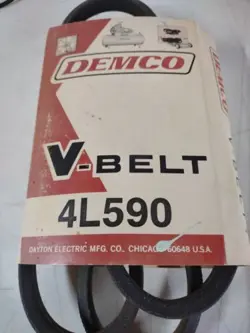 DEMCO
V-BELT
4L590
DAYTON ELECTRIC MFG. CO., CHICAGO 60648 U.S.A.